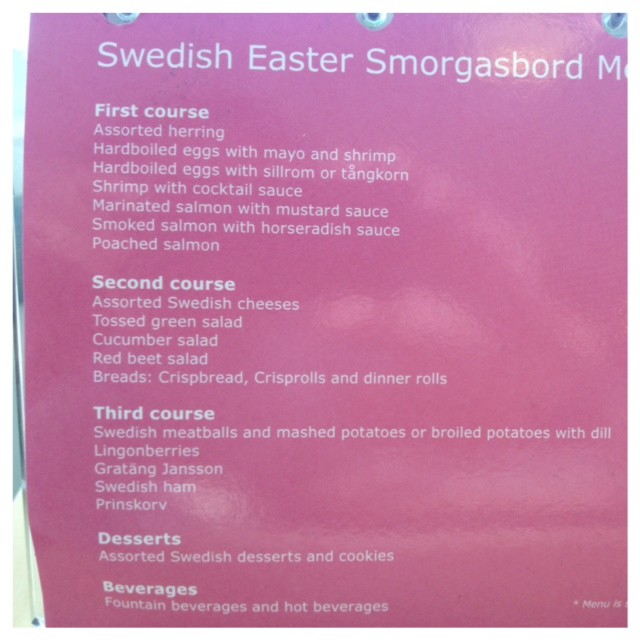 Swedish Easter Smorgasbord
First course
Assorted herring
Hardboiled eggs with mayo and shrimp
Hardboiled eggs with sillrom or tångkorn
Shrimp with cocktail sauce
Marinated salmon with mustard sauce
Smoked salmon with horseradish sauce
Poached salmon
Second course
Assorted Swedish cheeses
Tossed green salad
Cucumber salad
Red beet salad
Breads: Crispbread, Crisprolls and dinner rolls
Third course
Swedish meatballs and mashed potatoes or broiled potatoes with dill
Lingonberries
Gratäng Jansson
Swedish ham
Prinskorv
Desserts
Assorted Swedish desserts and cookies
Beverages
Fountain beverages and hot beverages
* Menu is